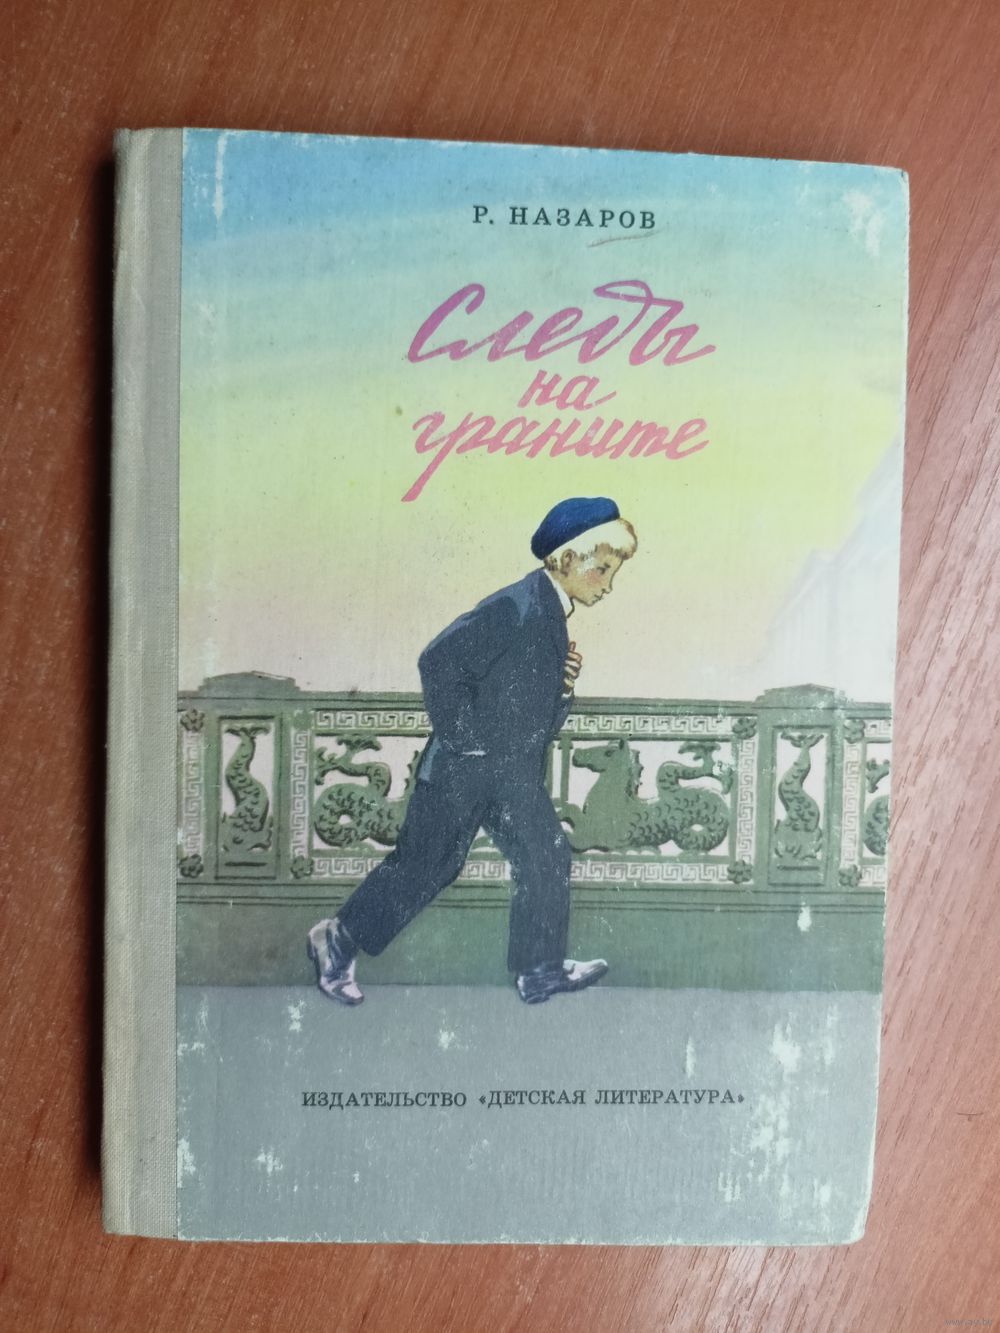 Р. НАЗАРОВ
Следы
на
граните
ИЗДАТЕЛЬСТВО «ДЕТСКАЯ ЛИТЕРАТУРА»